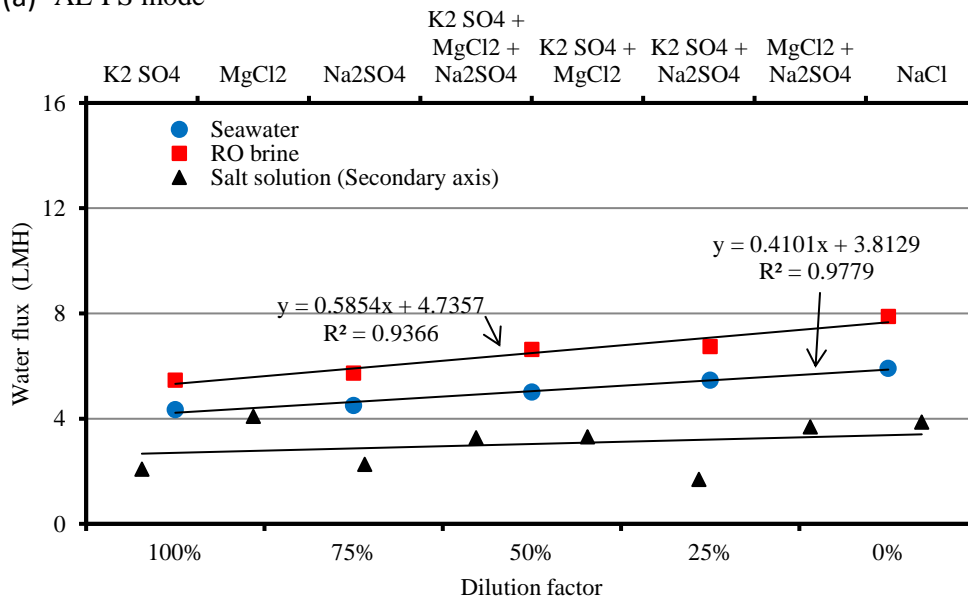 (a) AL-FS mode
K2 SO4 MgCl2 Na2SO4 K2 SO4 + MgCl2 + Na2SO4 K2 SO4 + MgCl2 K2 SO4 + Na2SO4 MgCl2 + Na2SO4 NaCl
16
Seawater
RO brine
Salt solution (Secondary axis)
12
y = 0.4101x + 3.8129
R² = 0.9779
8
y = 0.5854x + 4.7357
R² = 0.9366
4
0
Water flux (LMH)
100% 75% 50% 25% 0%
Dilution factor